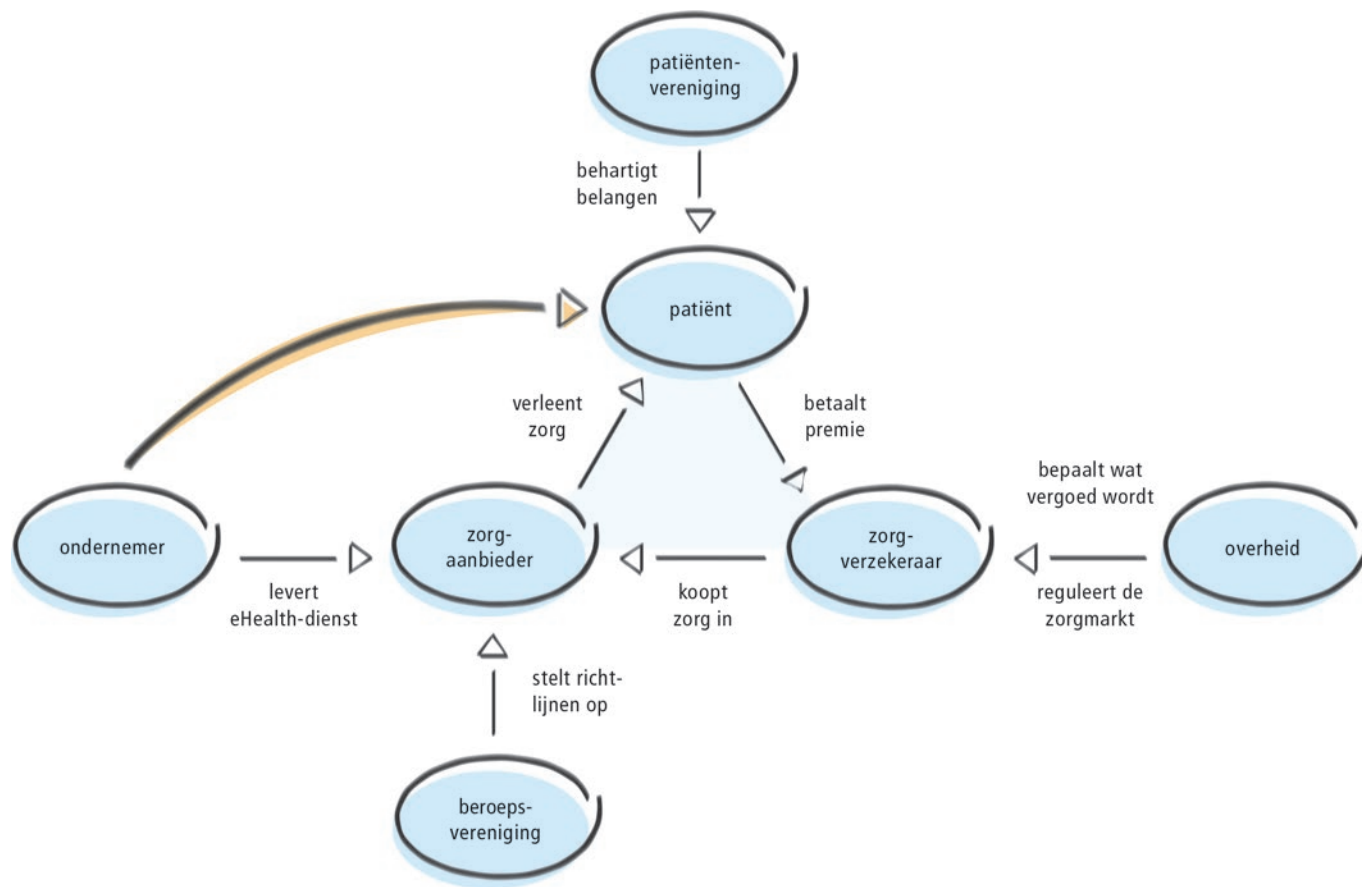 patiënten-
vereniging
behartigt
belangen
patiënt
verleent
zorg
betaalt
premie
bepaalt wat
vergoed wordt
ondernemer
zorg-
aanbieder
zorg-
verzekeraar
overheid
levert
eHealth-dienst
koopt
zorg in
reguleert de
zorgmarkt
stelt richt-
lijnen op
beroeps-
vereniging